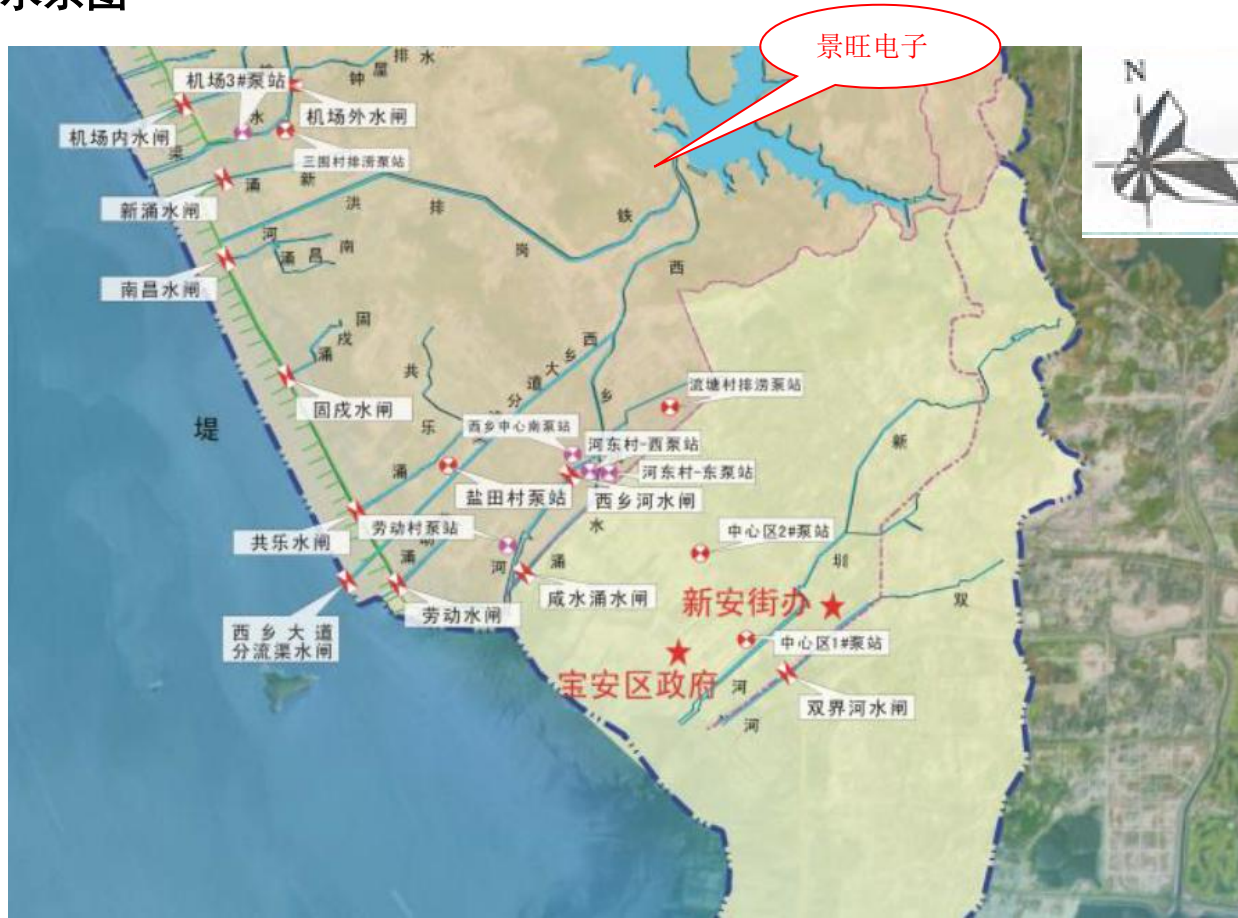 景旺电子
N
钟屋排水
机场3#泵站
水
机场外水闸
机场内水闸
渠
三围村排涝泵站
涌
新
新涌水闸
洪
排
铁
河
涌昌南
岗
西
南昌水闸
固
戍
涌
西
乡
大
道
分
共
固戍水闸
流塘村排涝泵站
乡
堤
乐
西乡中心南泵站
河东村-西泵站
新
涌
河东村-东泵站
盐田村泵站
西乡河水闸
水
劳动村泵站
中心区2#泵站
共乐水闸
涌
河
涌
圳
咸水涌水闸
新安街办
双
劳动水闸
西乡大道
分流渠水闸
中心区1#泵站
宝安区政府
河
双界河水闸
河